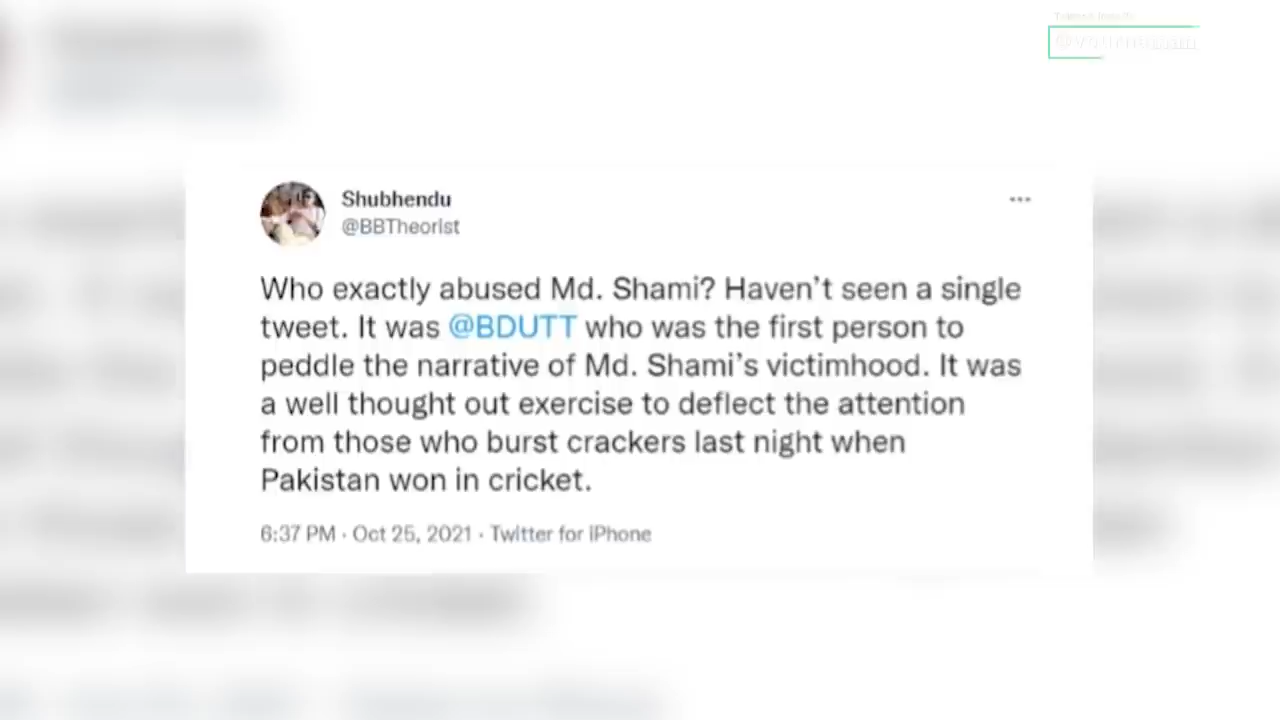 Shubhendu
@BBTheorist
Who exactly abused Md. Shami? Haven't seen a single
tweet. It was @BDUTT who was the first person to
peddle the narrative of Md. Shami's victimhood. It was
a well thought out exercise to deflect the attention
from those who burst crackers last night when
Pakistan won in cricket.
6:37 PM · Oct 25, 2021 · Twitter for iPhone